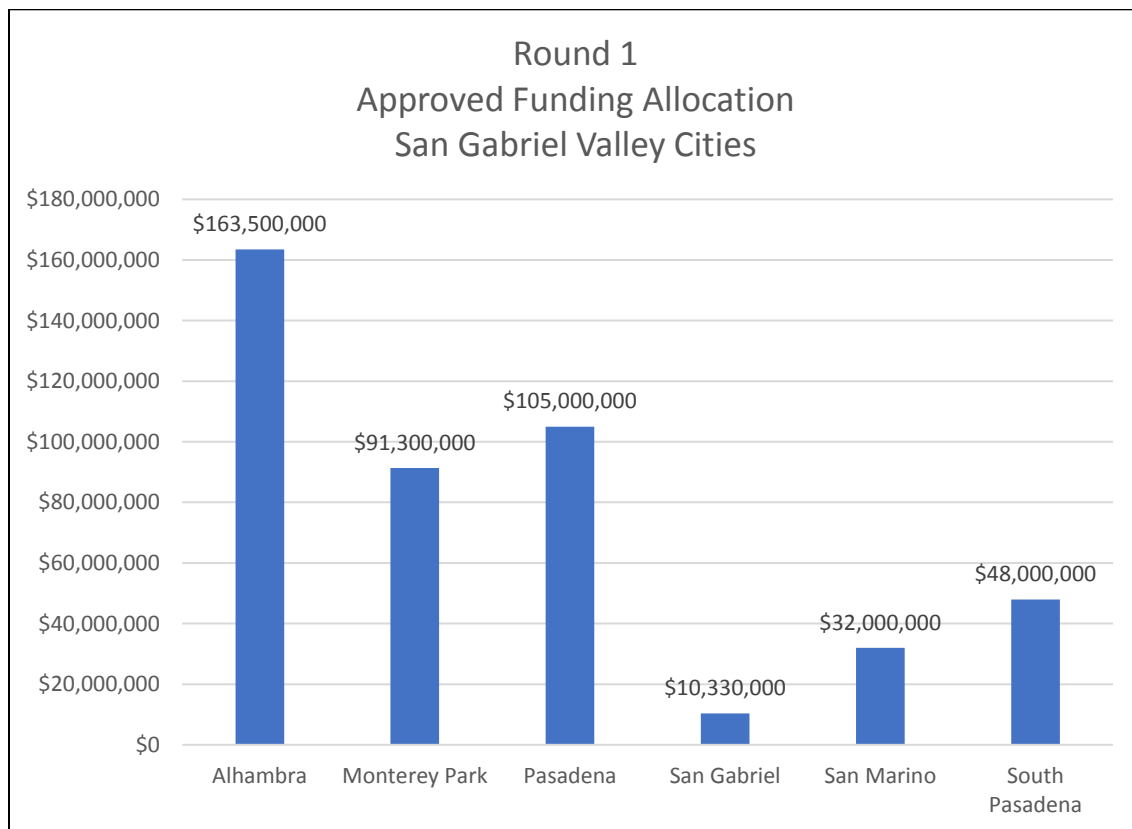 Round 1
Approved Funding Allocation
San Gabriel Valley Cities
$180,000,000
$160,000,000
$140,000,000
$120,000,000
$100,000,000
$80,000,000
$60,000,000
$40,000,000
$20,000,000
$0
$163,500,000
$91,300,000
$105,000,000
$10,330,000
$32,000,000
$48,000,000
Alhambra
Monterey Park
Pasadena
San Gabriel
San Marino
South
Pasadena